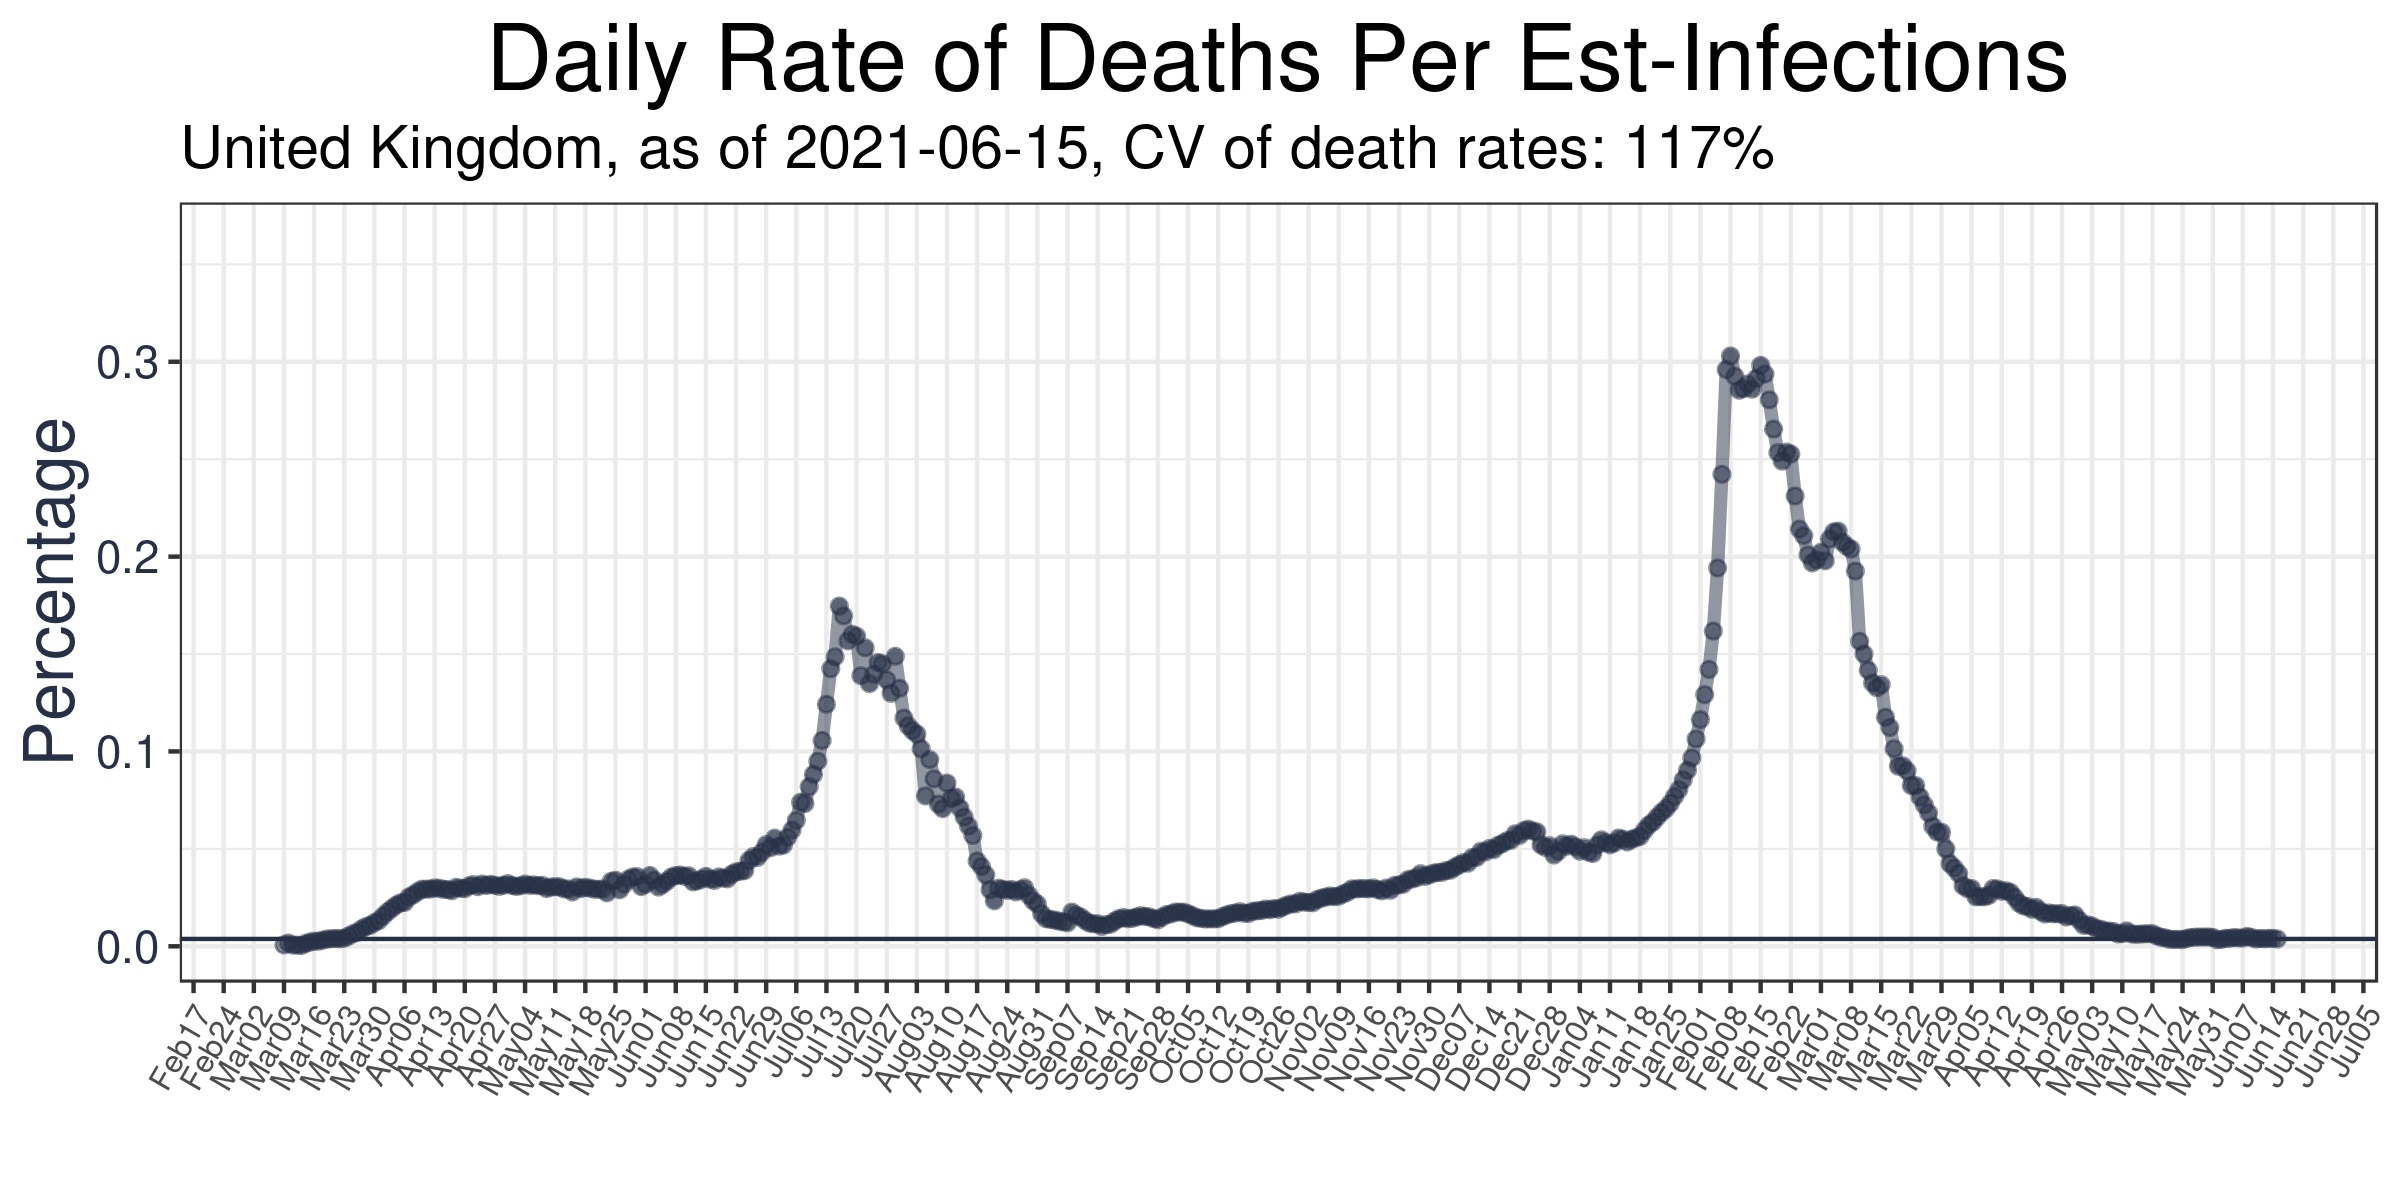 Daily Rate of Deaths Per Est-Infections
United Kingdom, as of 2021-06-15, CV of death rates: 117%
Percentage
0.3
0.2
0.1
0.0
Feb17
Feb24
Mar02
Mar09
Mar16
Mar23
Mar30
Apr06
Apr13
Apr20
Apr27
May04
May11
May18
May25
Jun01
Jun08
Jun15
Jun22
Jun29
Jul06
Jul13
Jul20
Jul27
Aug03
Aug10
Aug17
Aug24
Aug31
Sep07
Sep14
Sep21
Sep28
Oct05
Oct12
Oct19
Oct26
Nov02
Nov09
Nov16
Nov23
Nov30
Dec07
Dec14
Dec21
Dec28
Jan04
Jan11
Jan18
Jan25
Feb01
Feb08
Feb15
Feb22
Mar01
Mar08
Mar15
Mar22
Mar29
Apr05
Apr12
Apr19
Apr26
May03
May10
May17
May24
May31
Jun07
Jun14
Jun21
Jun28
Jul05